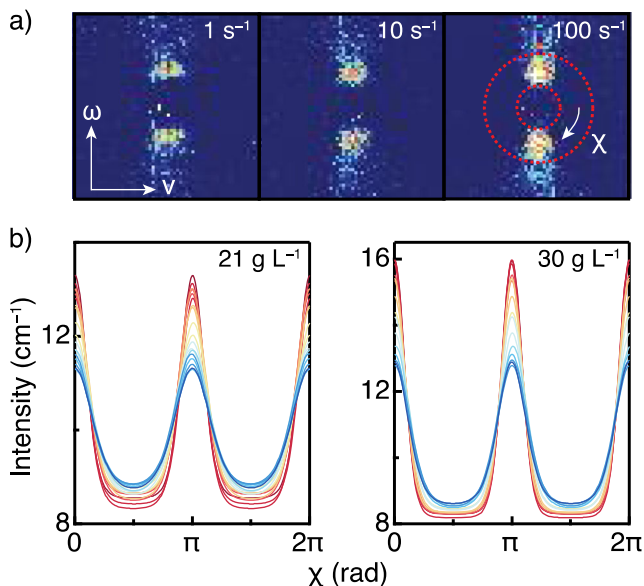 a)
1 s⁻¹
10 s⁻¹
100 s⁻¹
ω
v
χ
b)
21 g L⁻¹
30 g L⁻¹
Intensity (cm⁻¹)
12
8
16
12
8
0
π
2π
0
π
2π
χ (rad)